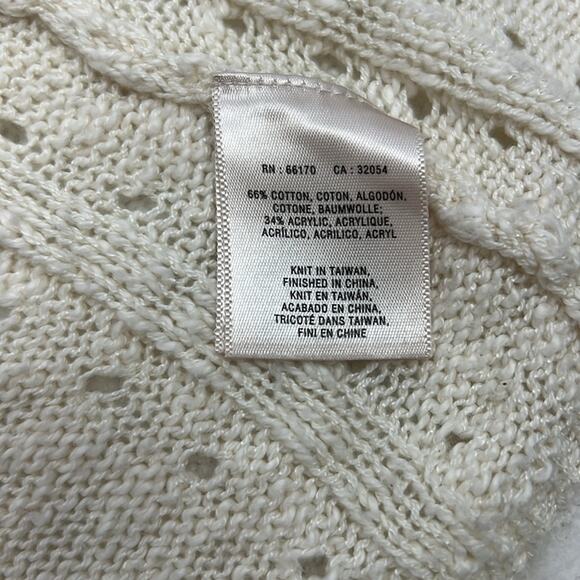 RN : 66170 CA : 32054
66% COTTON, COTON, ALGODÓN,
COTONE, BAUMWOLLE;
34% ACRYLIC, ACRYLIQUE,
ACRÍLICO, ACRILICO, ACRYL
KNIT IN TAIWAN,
FINISHED IN CHINA,
KNIT EN TAIWÁN,
ACABADO EN CHINA,
TRICOTÉ DANS TAIWAN,
FINI EN CHINE